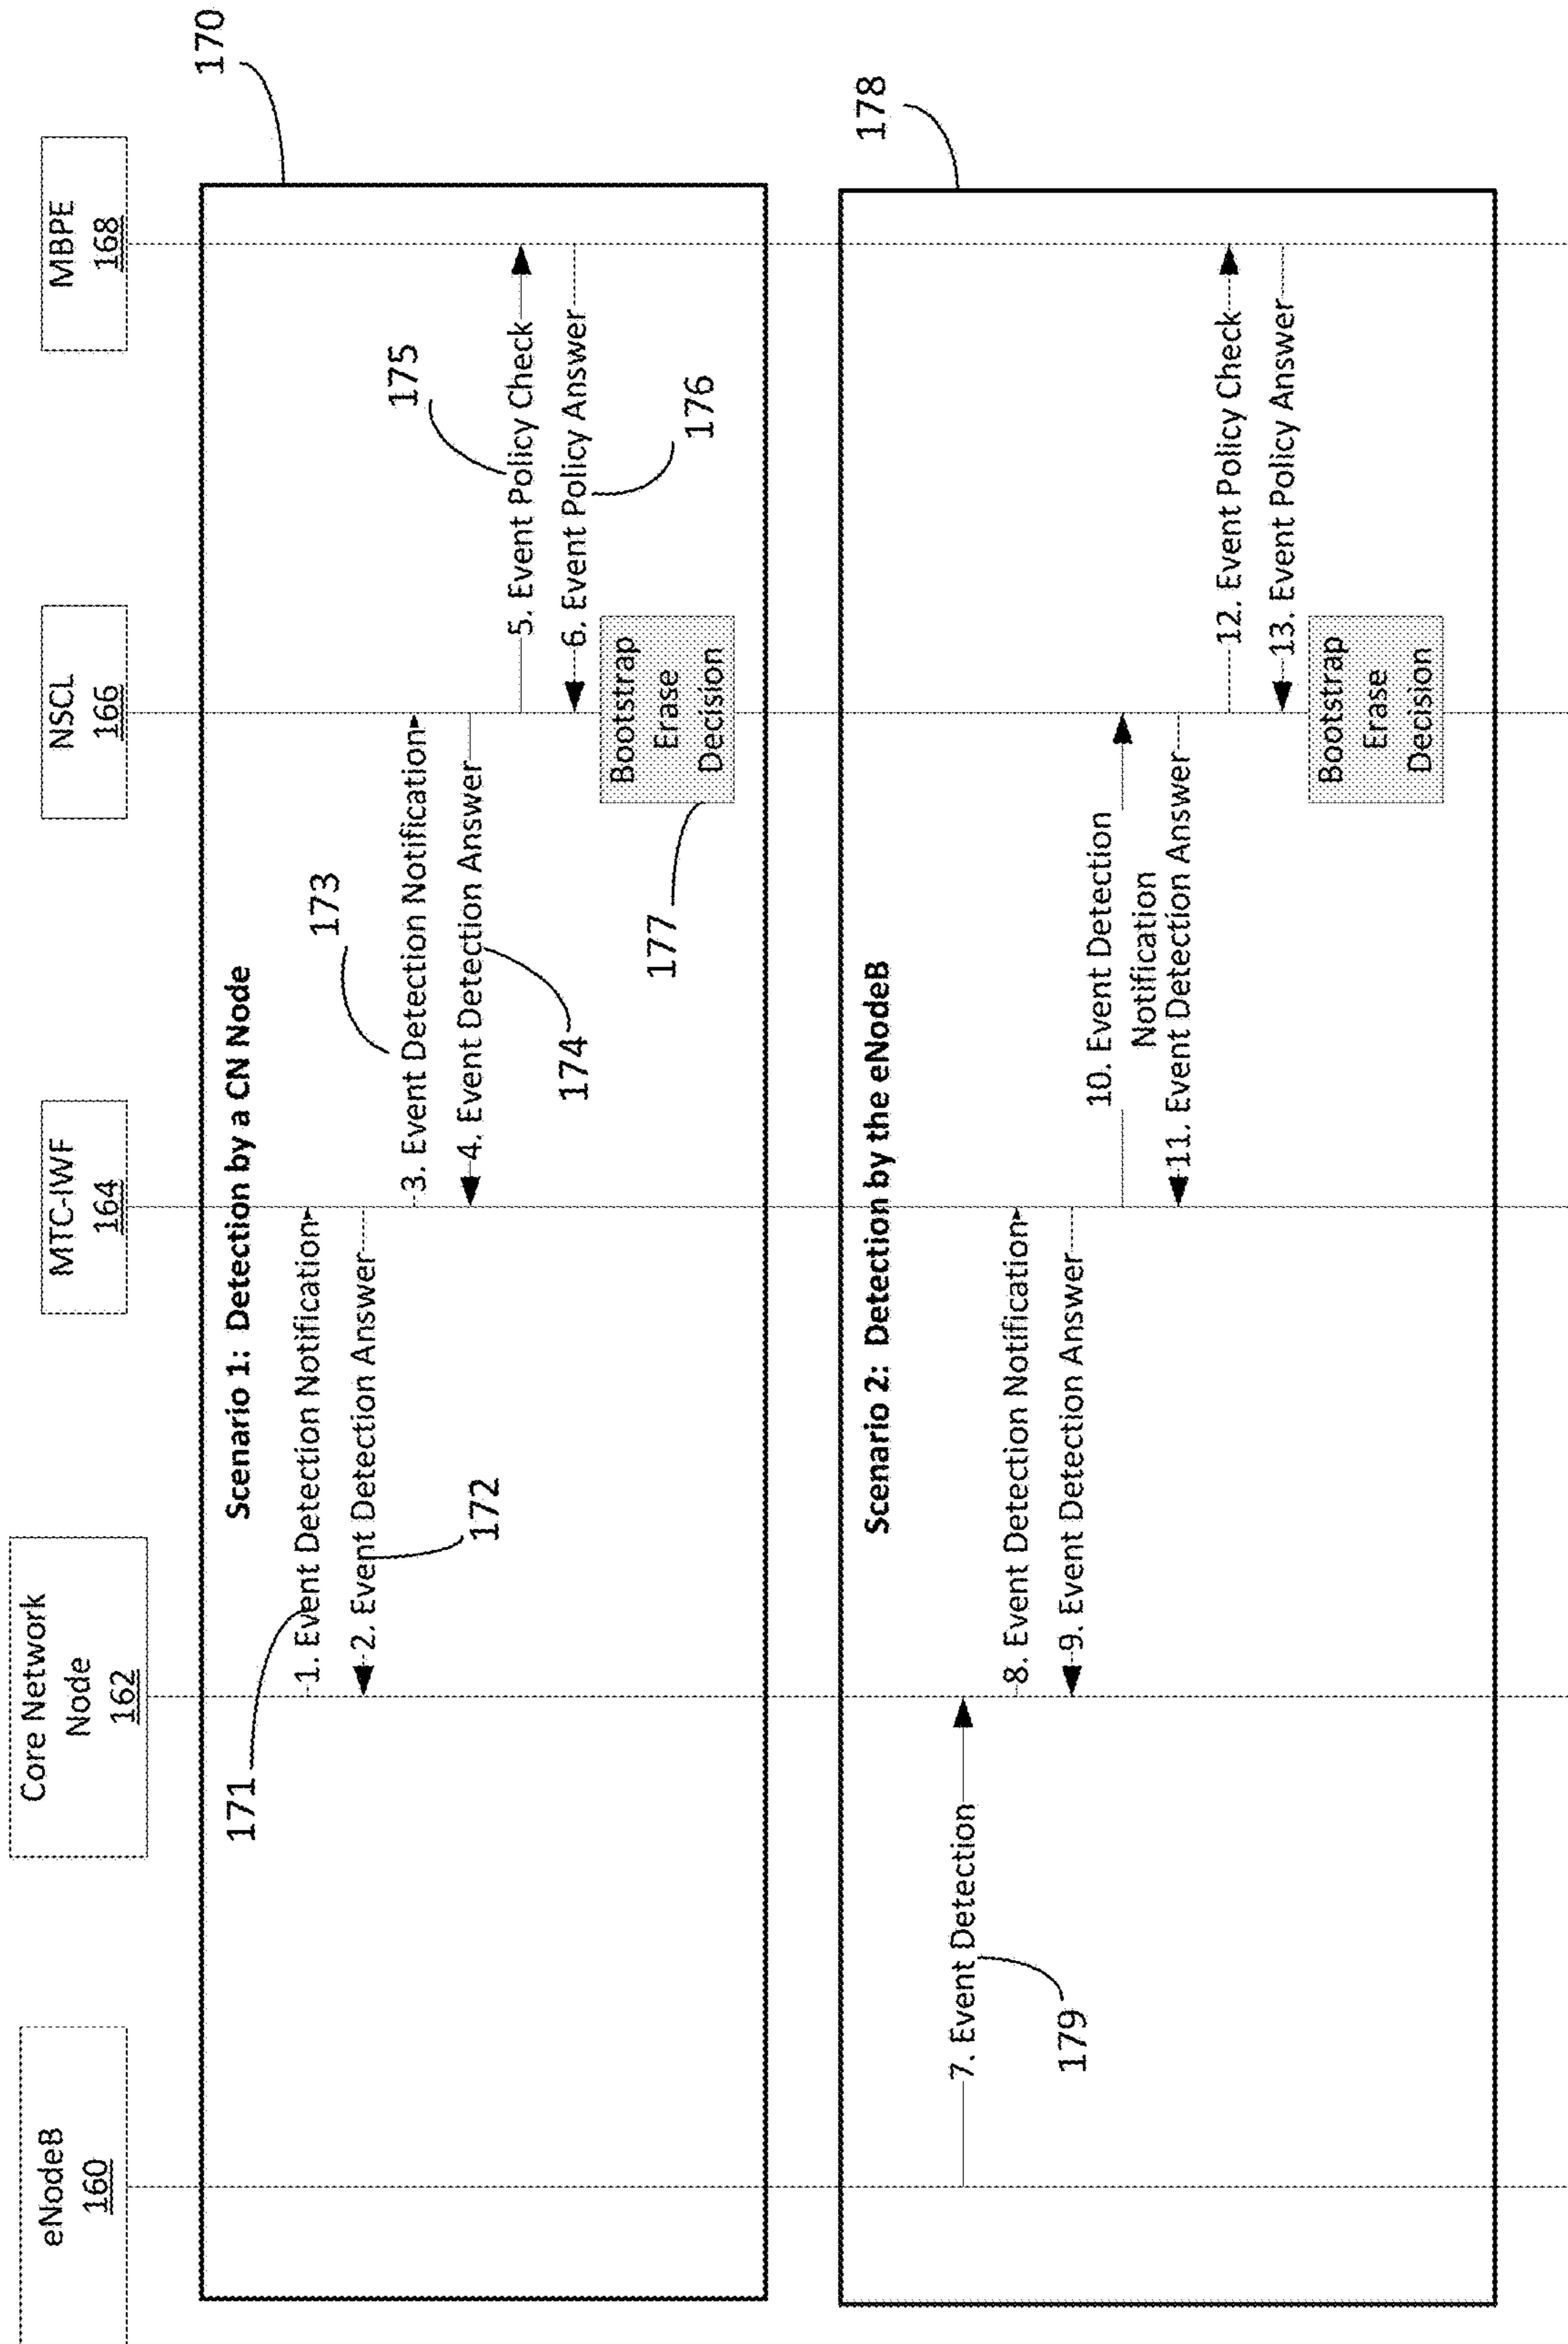 eNodeB
160
Core Network
Node
162
MTC-IWF
164
NSCL
166
MBPE
168
170
Scenario 1: Detection by a CN Node
171
1. Event Detection Notification
2. Event Detection Answer
172
173
3. Event Detection Notification
4. Event Detection Answer
174
175
5. Event Policy Check
6. Event Policy Answer
176
Bootstrap
Erase
Decision
177
178
Scenario 2: Detection by the eNodeB
7. Event Detection
179
8. Event Detection Notification
9. Event Detection Answer
10. Event Detection
Notification
11. Event Detection Answer
12. Event Policy Check
13. Event Policy Answer
Bootstrap
Erase
Decision